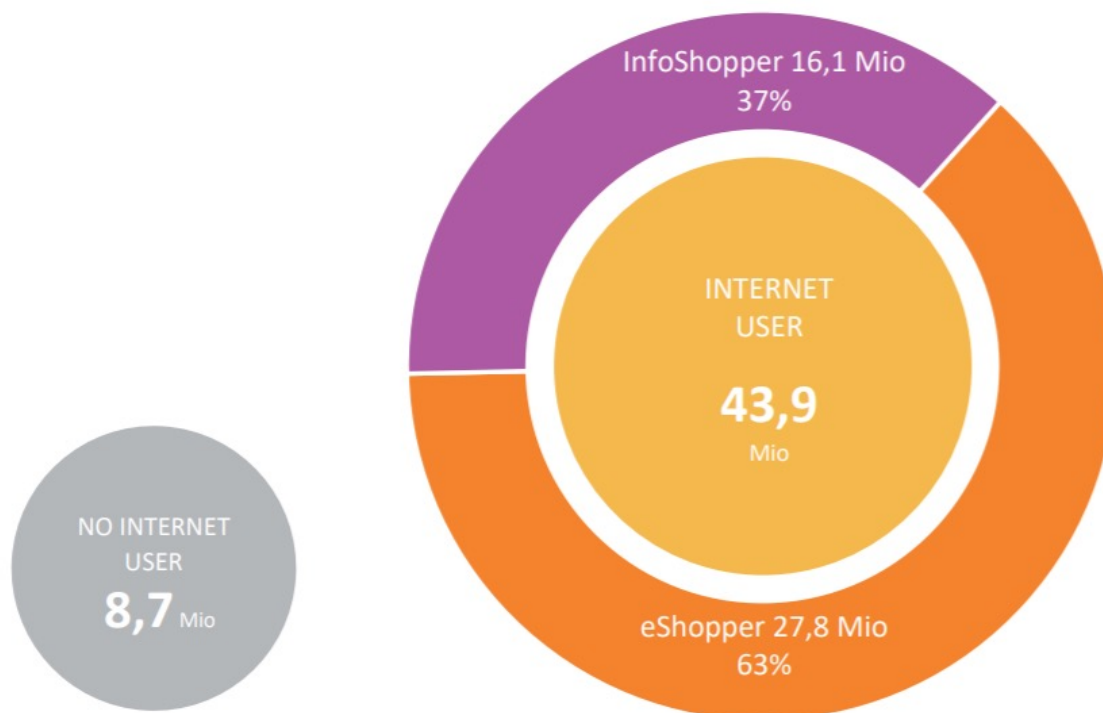 InfoShopper 16,1 Mio
37%
INTERNET
USER
43,9
Mio
NO INTERNET
USER
8,7 Mio
eShopper 27,8 Mio
63%